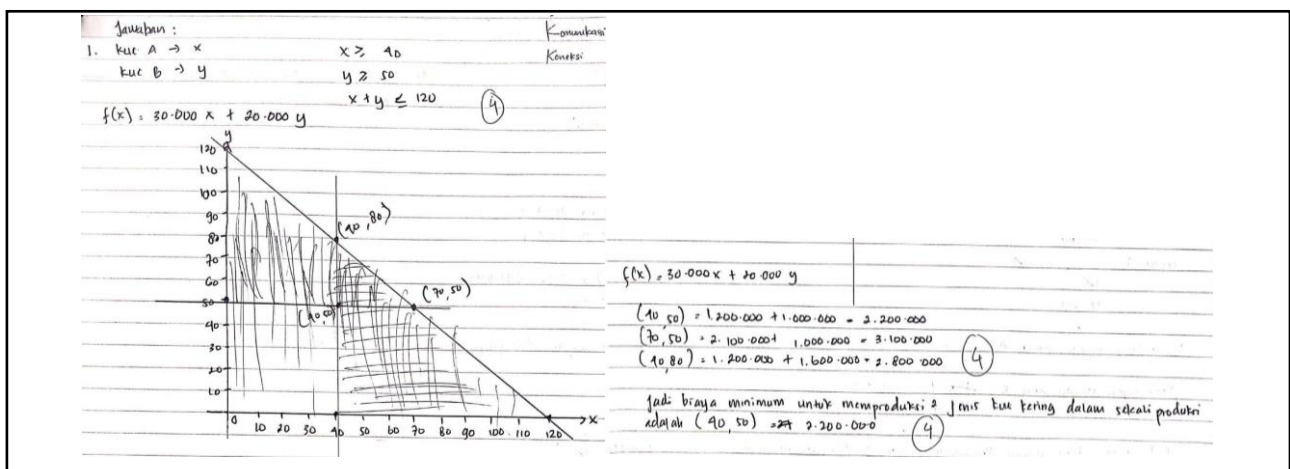 Jawaban :
Komunikasi
Koneksi
1. kue A → x
x ≥ 40
kue B → y
y ≥ 50
x + y ≤ 120
4
f(x) = 30.000 x + 20.000 y
y
120
110
100
90
80
70
60
50
40
30
20
10
(40,80)
(70,50)
(40,50)
0 10 20 30 40 50 60 70 80 90 100 110 120 x
f(x) = 30.000 x + 20.000 y
(40,50) = 1.200.000 + 1.000.000 = 2.200.000
(70,50) = 2.100.000 + 1.000.000 = 3.100.000
(40,80) = 1.200.000 + 1.600.000 = 2.800.000
4
Jadi biaya minimum untuk memproduksi 2 jenis kue kering dalam sekali produksi
adalah (40,50) = 2.200.000
4